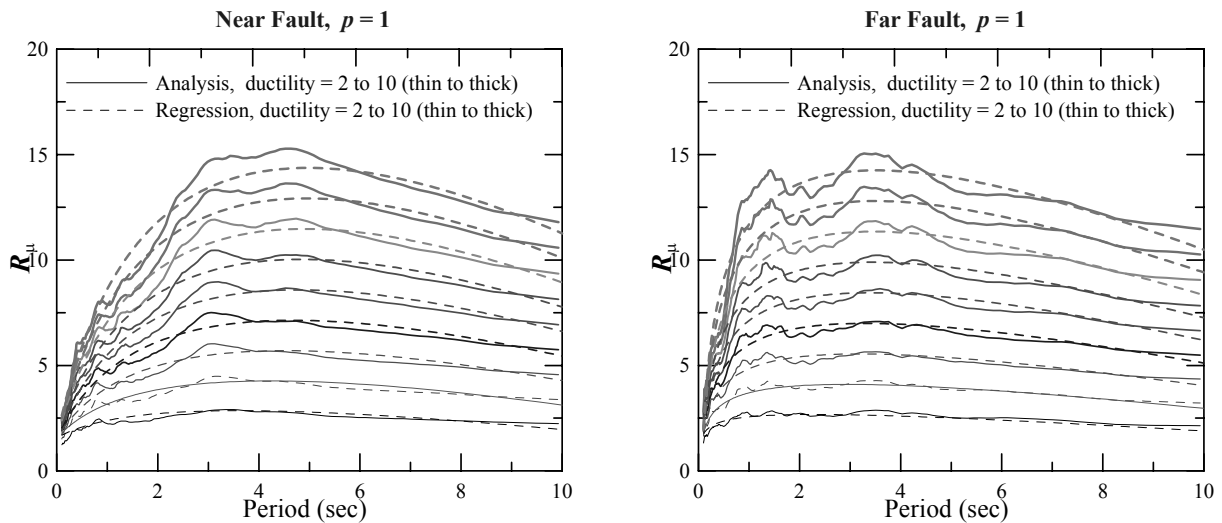 Near Fault, p = 1
20
15
10
5
0
R μ
Analysis, ductility = 2 to 10 (thin to thick)
Regression, ductility = 2 to 10 (thin to thick)
0 2 4 6 8 10
Period (sec)
Far Fault, p = 1
20
15
10
5
0
R μ
Analysis, ductility = 2 to 10 (thin to thick)
Regression, ductility = 2 to 10 (thin to thick)
0 2 4 6 8 10
Period (sec)